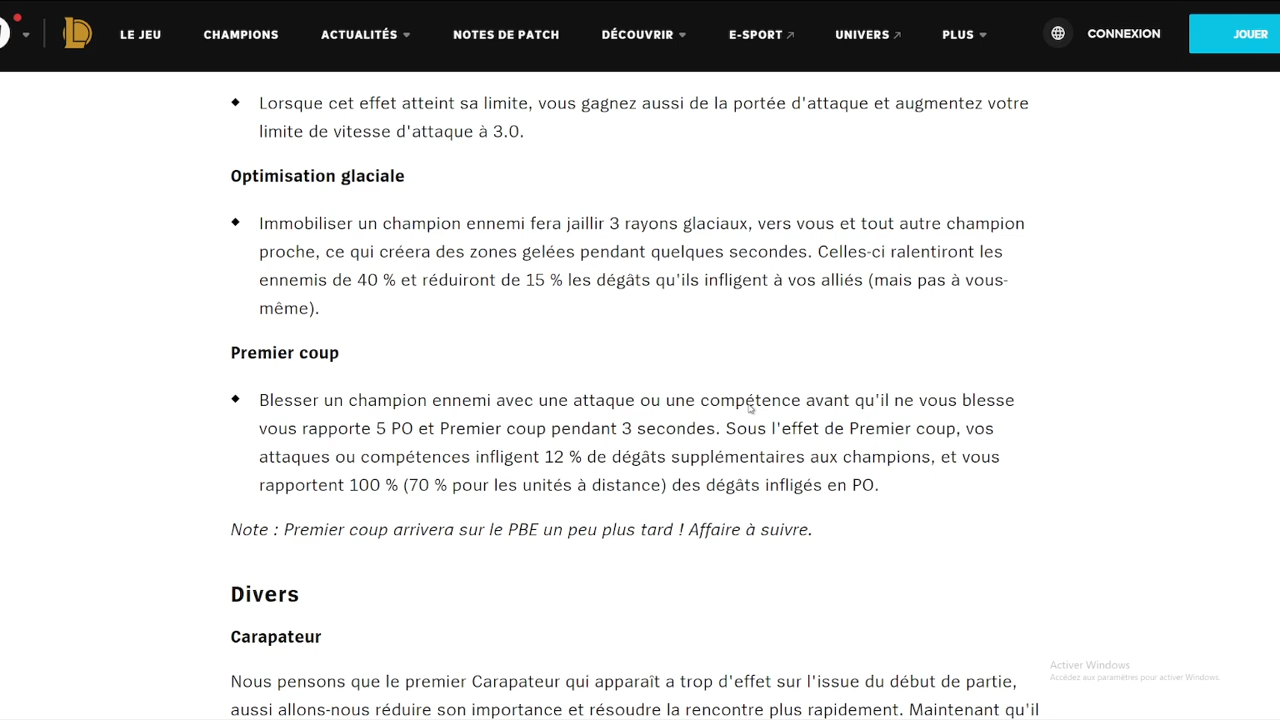 LE JEU CHAMPIONS ACTUALITÉS NOTES DE PATCH DÉCOUVRIR E-SPORT UNIVERS PLUS CONNEXION JOUER
Lorsque cet effet atteint sa limite, vous gagnez aussi de la portée d'attaque et augmentez votre
limite de vitesse d'attaque à 3.0.
Optimisation glaciale
Immobiliser un champion ennemi fera jaillir 3 rayons glaciaux, vers vous et tout autre champion
proche, ce qui créera des zones gelées pendant quelques secondes. Celles-ci ralentiront les
ennemis de 40 % et réduiront de 15 % les dégâts qu'ils infligent à vos alliés (mais pas à vous-
même).
Premier coup
Blesser un champion ennemi avec une attaque ou une compétence avant qu'il ne vous blesse
vous rapporte 5 PO et Premier coup pendant 3 secondes. Sous l'effet de Premier coup, vos
attaques ou compétences infligent 12 % de dégâts supplémentaires aux champions, et vous
rapportent 100 % (70 % pour les unités à distance) des dégâts infligés en PO.
Note : Premier coup arrivera sur le PBE un peu plus tard ! Affaire à suivre.
Divers
Carapateur
Nous pensons que le premier Carapateur qui apparaît a trop d'effet sur l'issue du début de partie,
aussi allons-nous réduire son importance et résoudre la rencontre plus rapidement. Maintenant qu'il
Activer Windows
Accédez aux paramètres pour activer Windows.